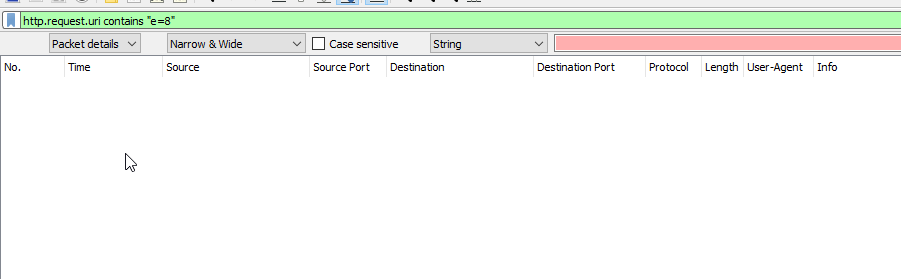 http.request.uri contains "e=8"
Packet details Narrow & Wide Case sensitive String
No. Time Source Source Port Destination Destination Port Protocol Length User-Agent Info